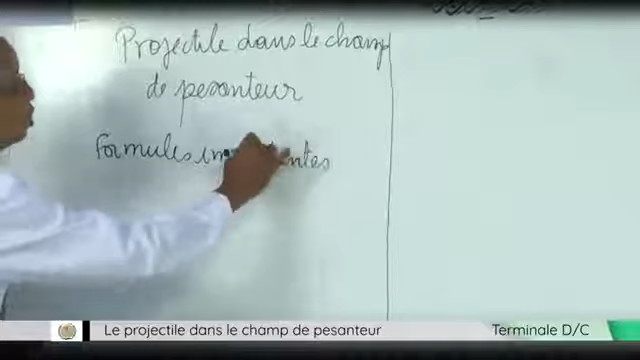 Projectile dans le champ
de pesanteur
Formules
Le projectile dans le champ de pesanteur
Terminale D/C